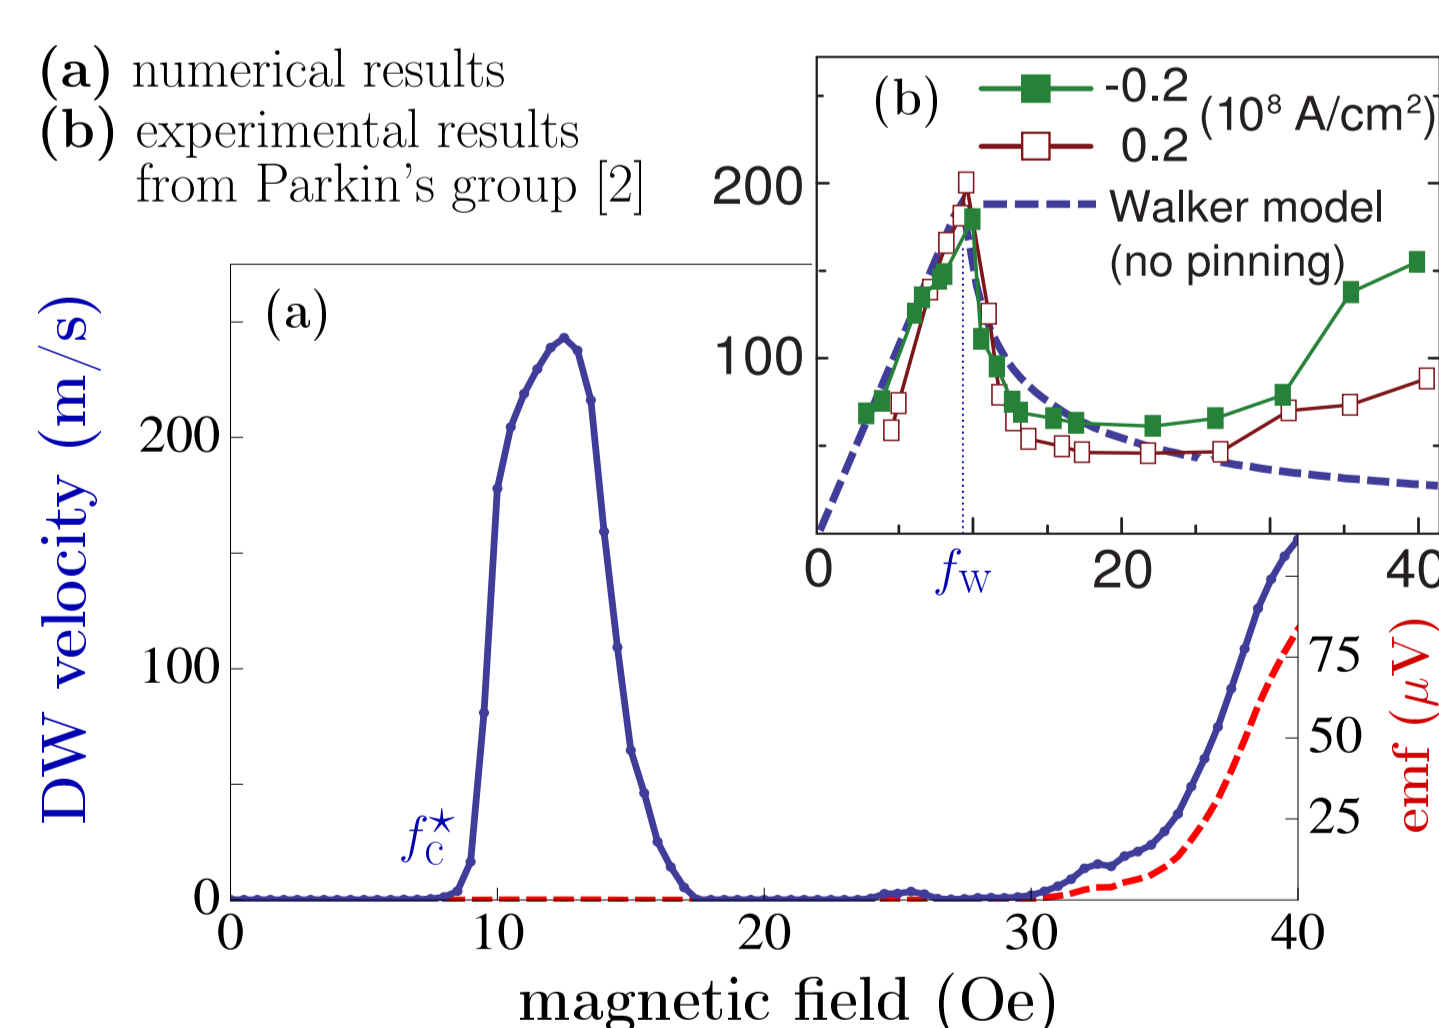 (a) numerical results
(b) experimental results
from Parkin's group [2]
(b)
-0.2
0.2
(10⁸ A/cm²)
Walker model
(no pinning)
200
100
0
f_W
20
40
(a)
DW velocity (m/s)
200
100
0
f_C^⋆
0
10
20
30
40
magnetic field (Oe)
75
50
25
emf (μV)